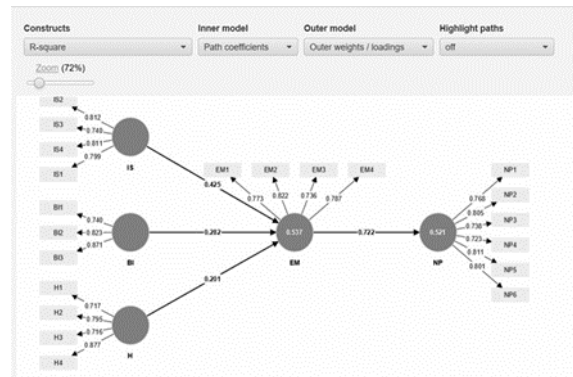 Constructs
Inner model
Outer model
Highlight paths
R-square
Path coefficients
Outer weights / loadings
off
Zoom (72%)
IS2
0.812
IS3
0.740
IS4
0.811
IS1
0.799
IS
0.425
EM1
EM2
EM3
EM4
0.773
0.822
0.736
0.787
BI1
0.740
BI2
0.823
BI3
0.871
BI
0.282
0.537
EM
0.722
0.521
NP
NP1
0.768
NP2
0.805
NP3
0.738
NP4
0.723
NP5
0.811
NP6
0.801
0.201
H1
0.717
H2
0.795
H3
0.716
H4
0.877
H